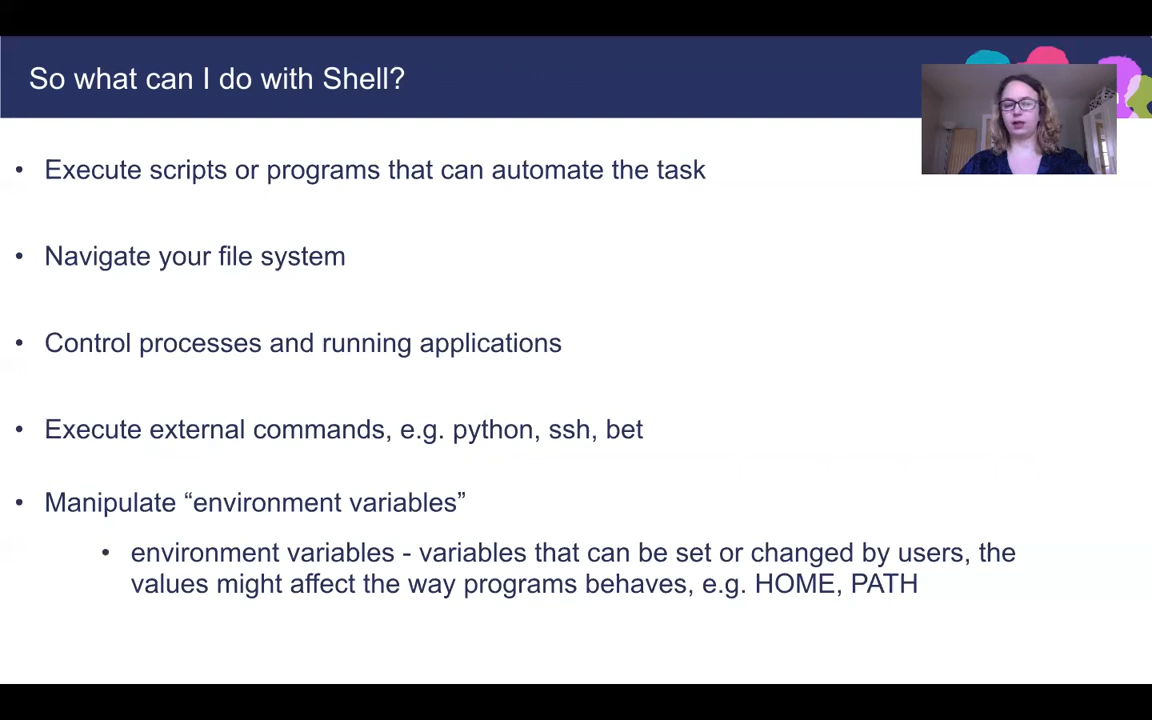 So what can I do with Shell?
• Execute scripts or programs that can automate the task
• Navigate your file system
• Control processes and running applications
• Execute external commands, e.g. python, ssh, bet
• Manipulate “environment variables”
• environment variables - variables that can be set or changed by users, the
values might affect the way programs behaves, e.g. HOME, PATH